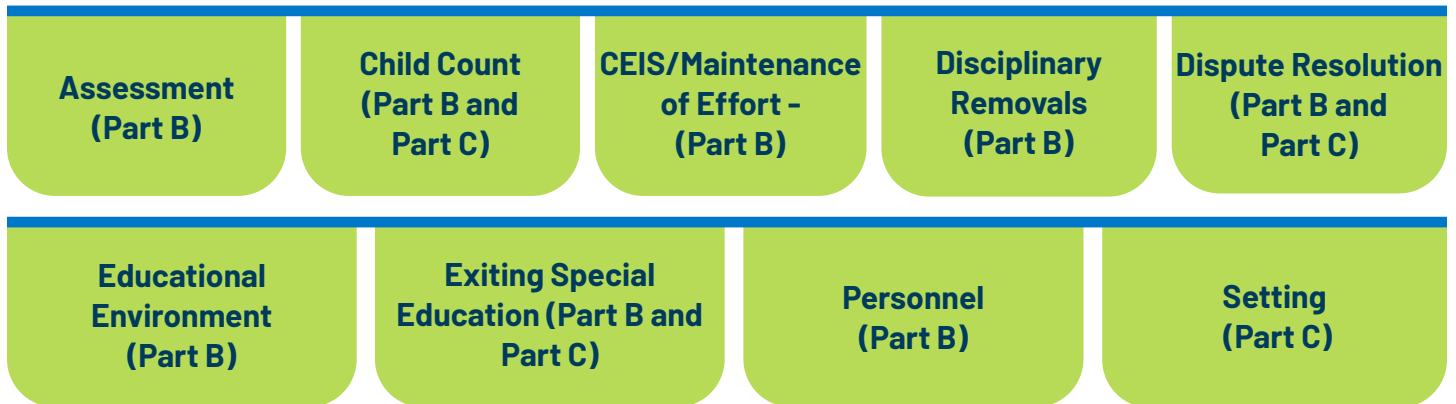 Assessment
(Part B)
Child Count
(Part B and
Part C)
CEIS/Maintenance
of Effort -
(Part B)
Disciplinary
Removals
(Part B)
Dispute Resolution
(Part B and
Part C)
Educational
Environment
(Part B)
Exiting Special
Education (Part B and
Part C)
Personnel
(Part B)
Setting
(Part C)